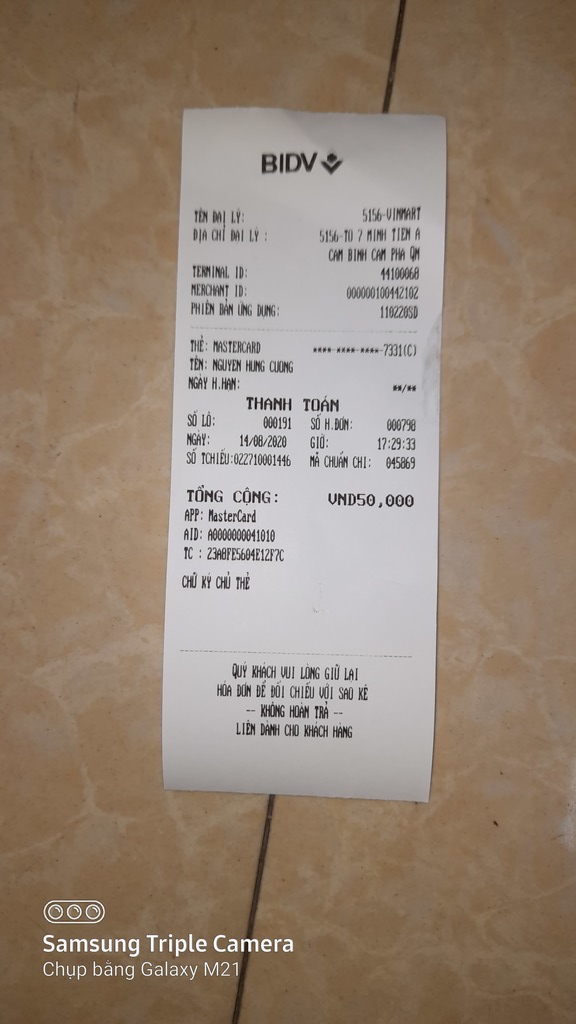 BIDV
TÊN ĐẠI LÝ: 5156-VINMART
ĐỊA CHỈ ĐẠI LÝ : 5156-TỔ 7 MINH TIEN A
CAM BINH CAM PHA QN
TERMINAL ID: 44100068
MERCHANT ID: 000000100442102
PHIÊN BẢN ỨNG DỤNG: 110220SD
THẺ: MASTERCARD **** **** ****-7331(C)
TÊN: NGUYEN HUNG CUONG
NGÀY H.HẠN: **/**
THANH TOÁN
SỐ LÔ: 000191 SỐ H.ĐƠN: 000798
NGÀY: 14/08/2020 GIỜ: 17:29:33
SỐ TCHIẾU:022710001446 MÃ CHUẨN CHI: 045869
TỔNG CỘNG: VND50,000
APP: MasterCard
AID: A0000000041010
TC : 23A8FE5604E12F7C
CHỮ KÝ CHỦ THẺ
QUÝ KHÁCH VUI LÒNG GIỮ LẠI
HÓA ĐƠN ĐỂ ĐỐI CHIẾU VỚI SAO KÊ
-- KHÔNG HOÀN TRẢ --
LIÊN DÀNH CHO KHÁCH HÀNG
Samsung Triple Camera
Chụp bằng Galaxy M21